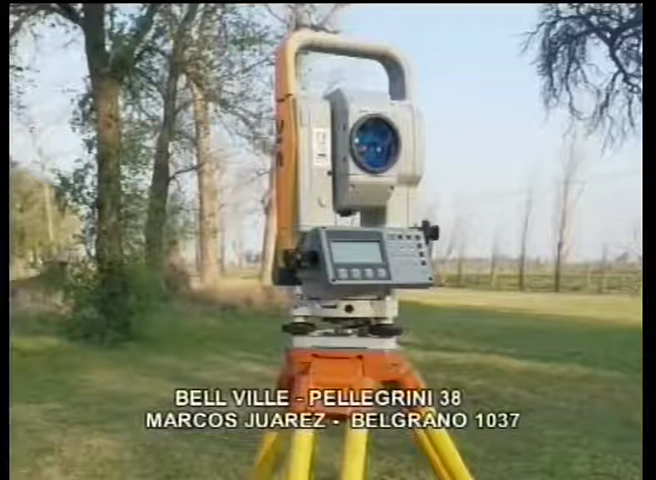 BELL VILLE - PELLEGRINI 38
MARCOS JUAREZ - BELGRANO 1037